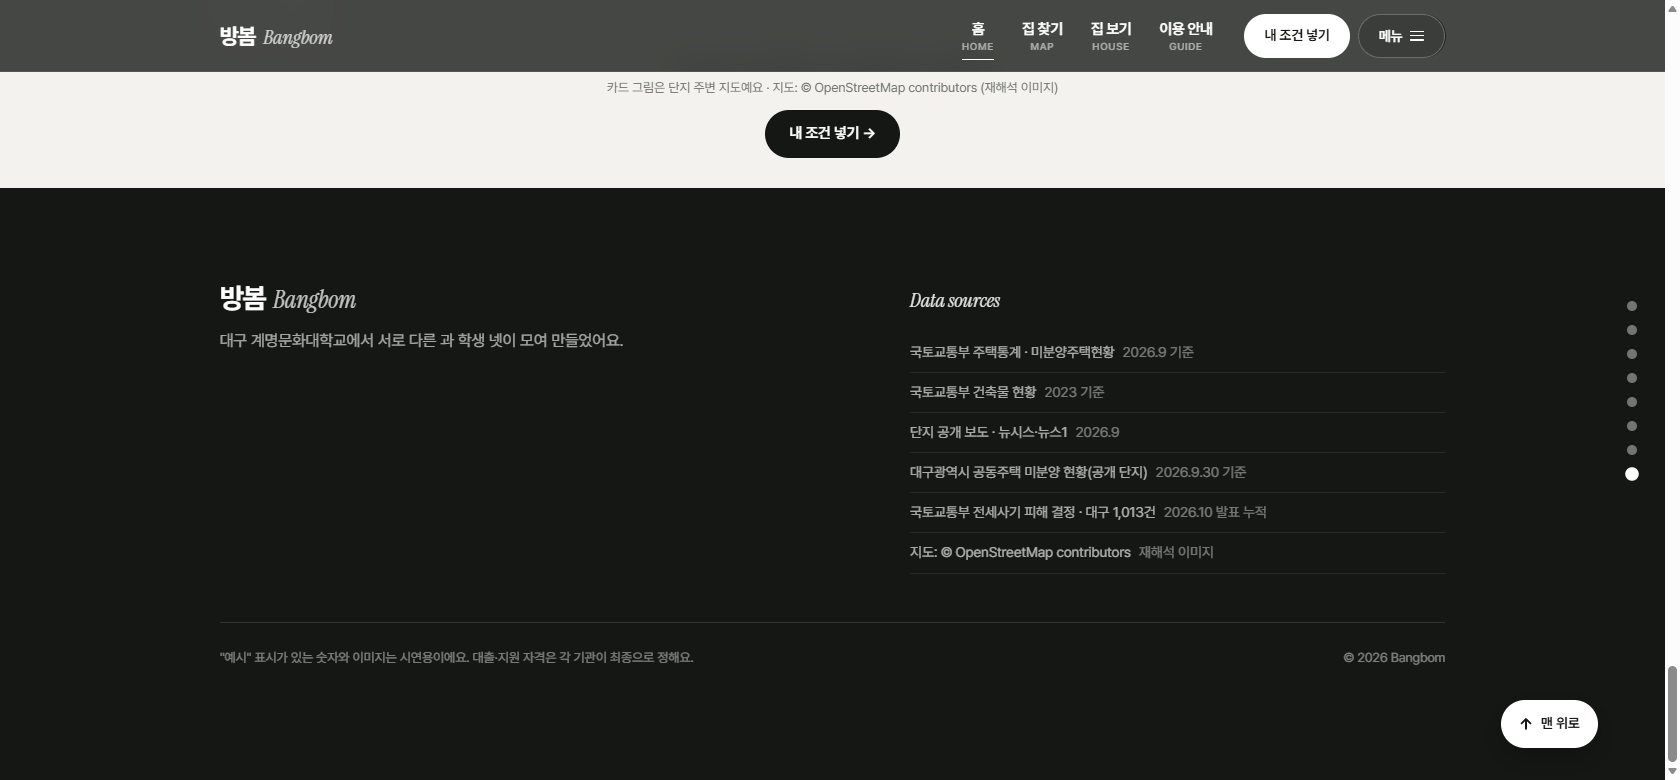 방봄 Bangbom
홈 집 찾기 집 보기 이용 안내
HOME MAP HOUSE GUIDE
내 조건 넣기
메뉴
카드 그림은 단지 주변 지도예요 · 지도: © OpenStreetMap contributors (재해석 이미지)
내 조건 넣기 →
방봄 Bangbom
대구 계명문화대학교에서 서로 다른 과 학생 넷이 모여 만들었어요.
Data sources
국토교통부 주택통계 · 미분양주택현황 2026.9 기준
국토교통부 건축물 현황 2023 기준
단지 공개 보도 · 뉴시스·뉴스1 2026.9
대구광역시 공동주택 미분양 현황(공개 단지) 2026.9.30 기준
국토교통부 전세사기 피해 결정 · 대구 1,013건 2026.10 발표 누적
지도: © OpenStreetMap contributors 재해석 이미지
"예시" 표시가 있는 숫자와 이미지는 시연용이에요. 대출·지원 자격은 각 기관이 최종으로 정해요.
© 2026 Bangbom
↑ 맨 위로